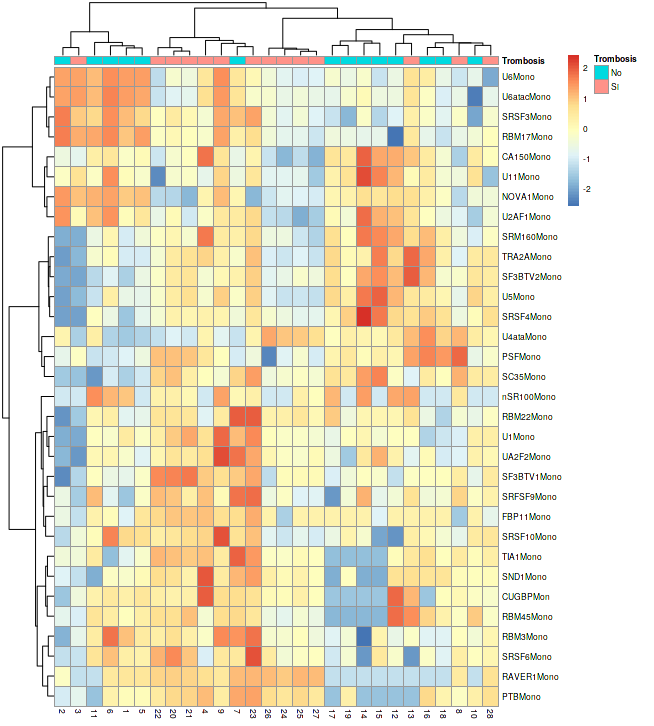 Trombosis
Trombosis
No
SI
2
1
0
-1
-2
U6Mono
U6atacMono
SRSF3Mono
RBM17Mono
CA150Mono
U11Mono
NOVA1Mono
U2AF1Mono
SRM160Mono
TRA2AMono
SF3BTV2Mono
U5Mono
SRSF4Mono
U4ataMono
PSFMono
SC35Mono
nSR100Mono
RBM22Mono
U1Mono
UA2F2Mono
SF3BTV1Mono
SRFSF9Mono
FBP11Mono
SRSF10Mono
TIA1Mono
SND1Mono
CUGBPMon
RBM45Mono
RBM3Mono
SRSF6Mono
RAVER1Mono
PTBMono
2 3 11 6 1 5 22 20 21 4 9 7 23 26 24 25 27 17 19 14 15 12 13 16 18 8 10 28